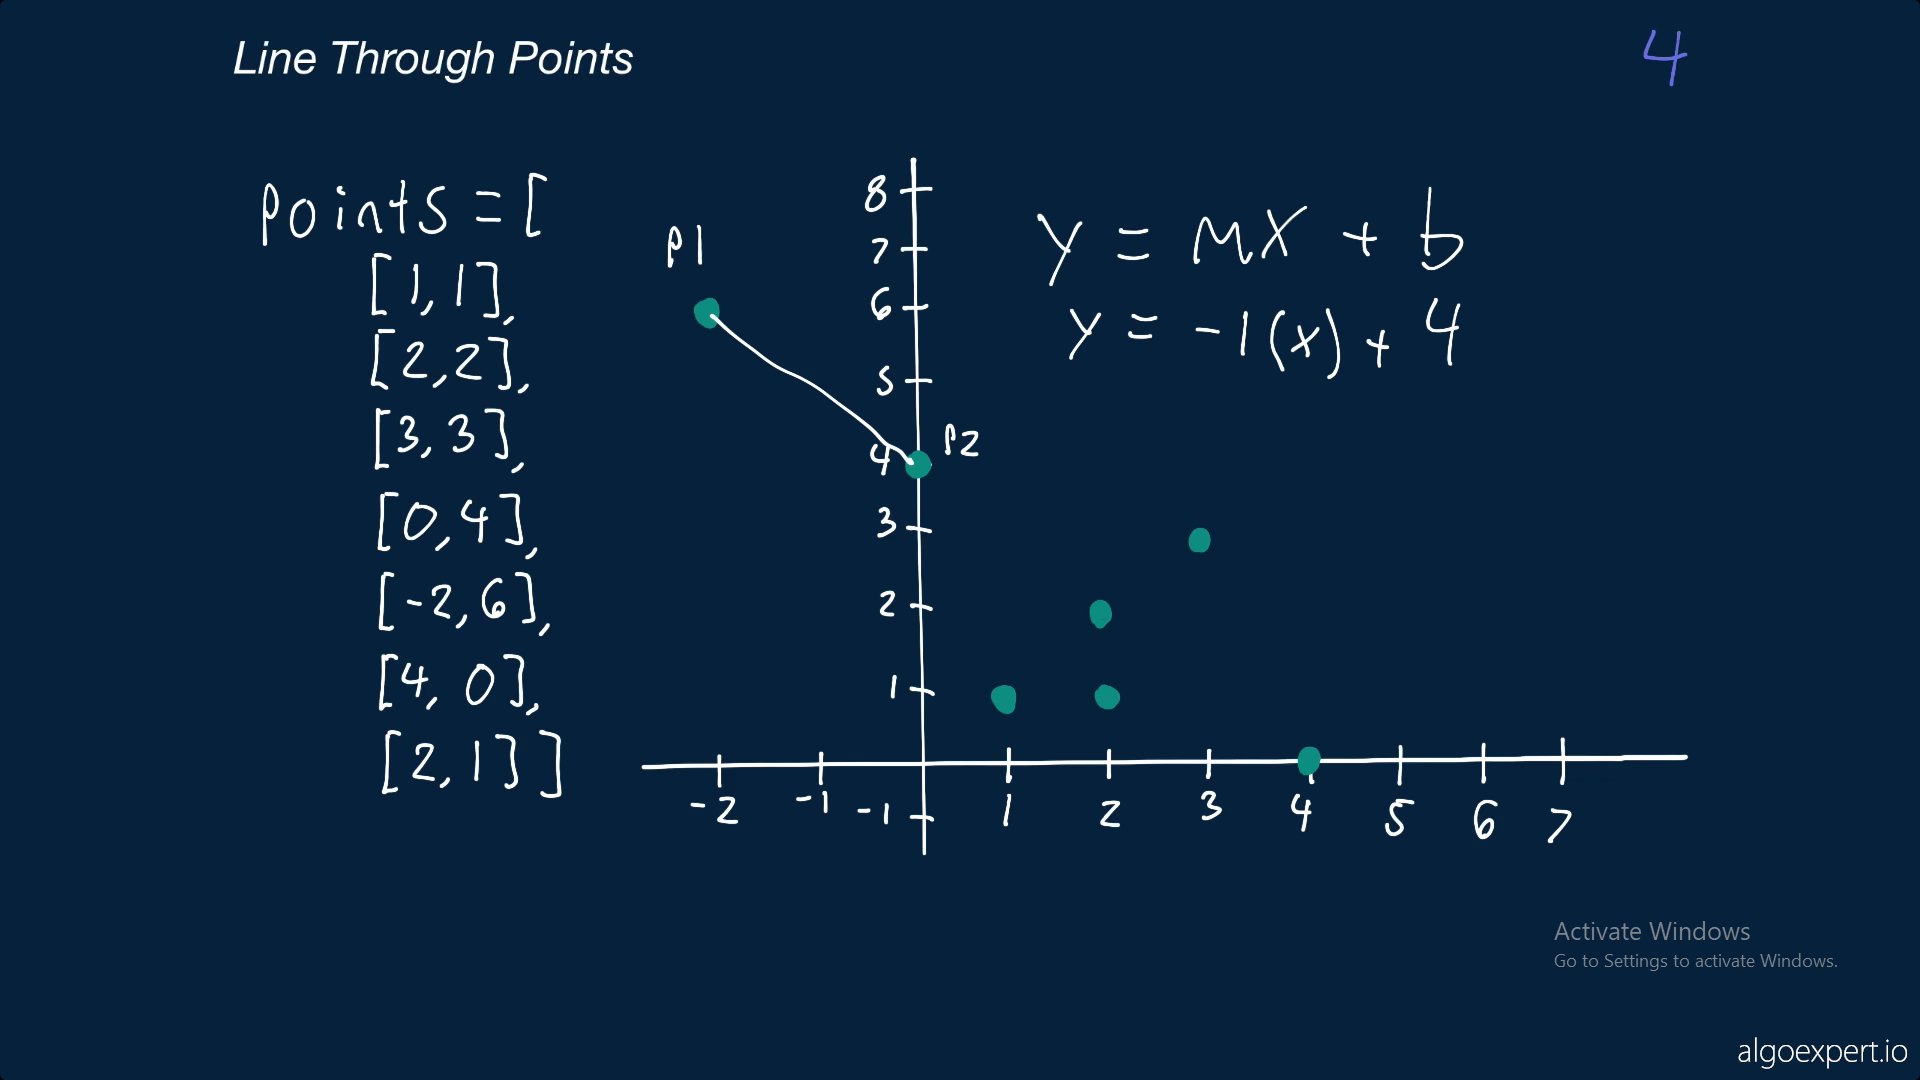 Line Through Points
4
points = [
[1, 1],
[2,2],
[3, 3],
[0,4],
[-2,6],
[4, 0],
[2, 1]]
P1
P2
y = mx + b
y = -1(x) + 4
8
7
6
5
4
3
2
1
-1
-2 -1 1 2 3 4 5 6 7
Activate Windows
Go to Settings to activate Windows.
algoexpert.io